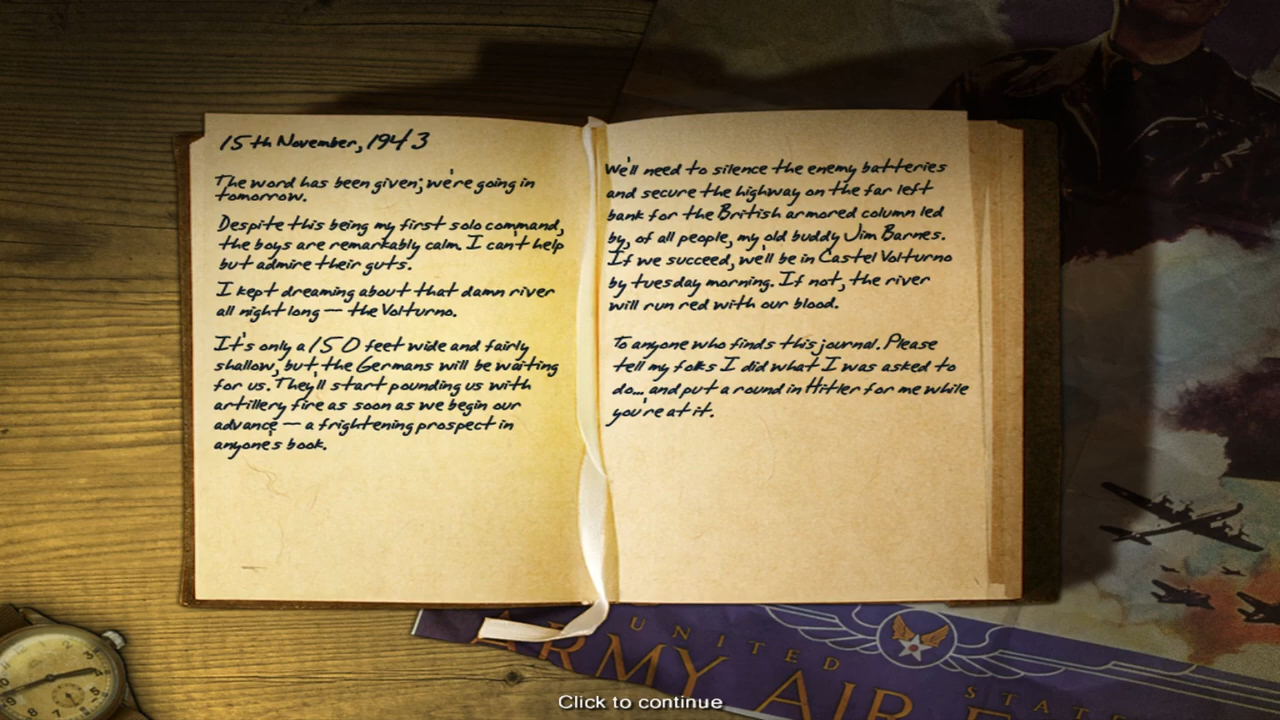 15th November, 1943
The word has been given; we're going in
tomorrow.
Despite this being my first solo command,
the boys are remarkably calm. I can't help
but admire their guts.
I kept dreaming about that damn river
all night long — the Volturno.
It's only a 150 feet wide and fairly
shallow, but the Germans will be waiting
for us. They'll start pounding us with
artillery fire as soon as we begin our
advance — a frightening prospect in
anyone's book.
We'll need to silence the enemy batteries
and secure the highway on the far left
bank for the British armored column led
by, of all people, my old buddy Jim Barnes.
If we succeed, we'll be in Castel Volturno
by tuesday morning. If not, the river
will run red with our blood.
To anyone who finds this journal. Please
tell my folks I did what I was asked to
do... and put a round in Hitler for me while
you're at it.
UNITED STATES
ARMY AIR F
Click to continue